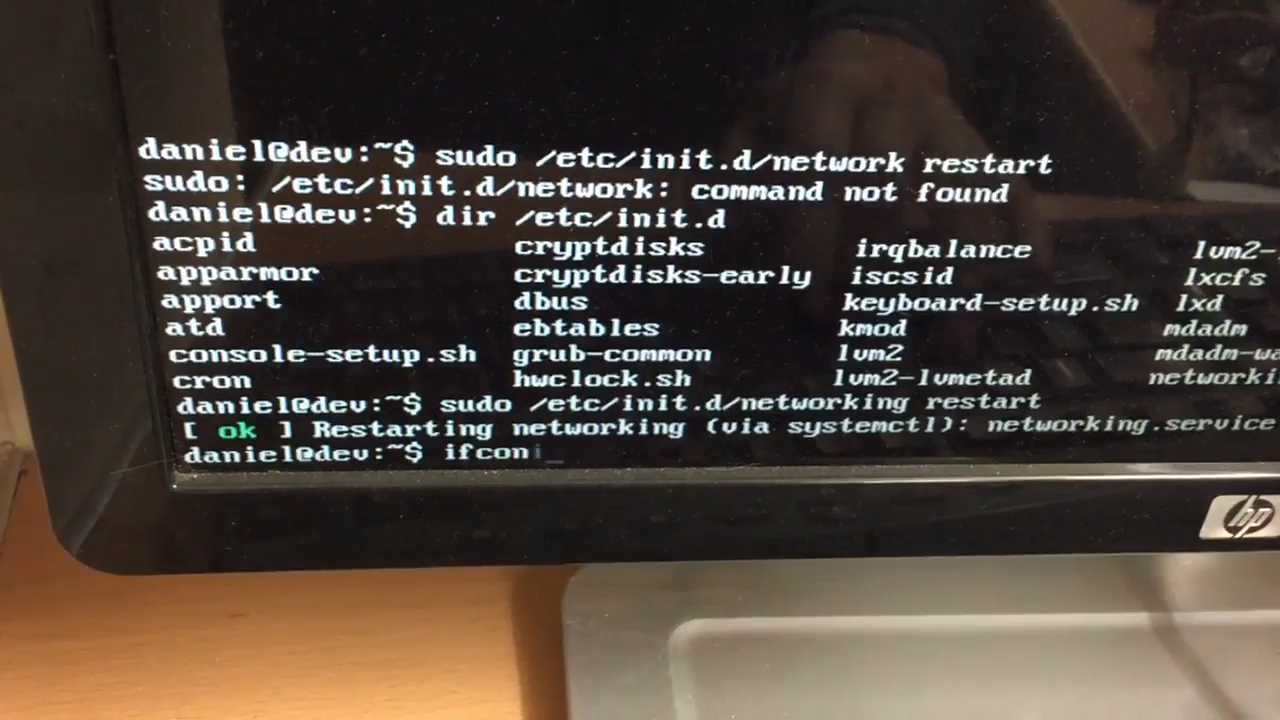 daniel@dev:~$ sudo /etc/init.d/network restart
sudo: /etc/init.d/network: command not found
daniel@dev:~$ dir /etc/init.d
acpid cryptdisks irqbalance lvm2-
apparmor cryptdisks-early iscsid lxcfs
apport dbus keyboard-setup.sh lxd
atd ebtables kmod mdadm
console-setup.sh grub-common lvm2 mdadm-wa
cron hwclock.sh lvm2-lvmetad networki
daniel@dev:~$ sudo /etc/init.d/networking restart
[ ok ] Restarting networking (via systemctl): networking.service
daniel@dev:~$ ifcon_
hp